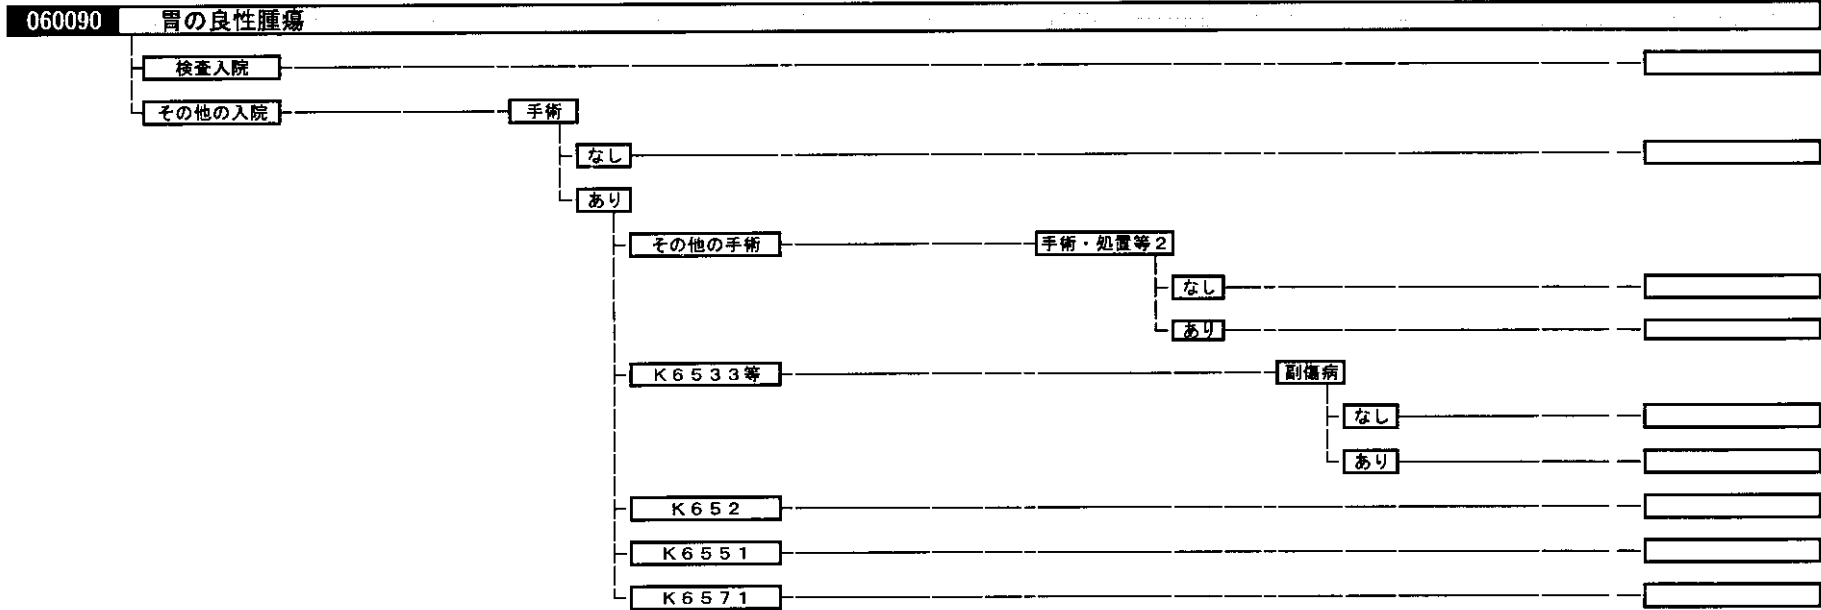 060090 胃の良性腫瘍
検査入院
その他の入院 手術
なし
あり
その他の手術 手術・処置等2
なし
あり
K6533等 副傷病
なし
あり
K652
K6551
K6571